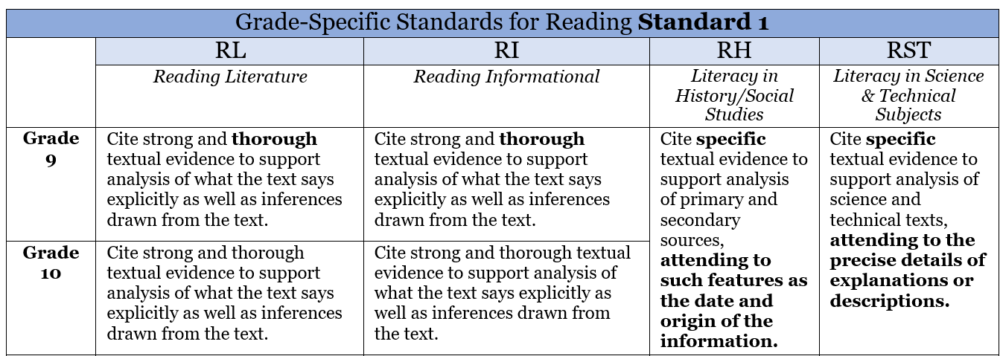 Grade-Specific Standards for Reading Standard 1
RL
RI
RH
RST
Reading Literature
Reading Informational
Literacy in
History/Social
Studies
Literacy in Science
& Technical
Subjects
Grade
9
Cite strong and thorough
textual evidence to support
analysis of what the text says
explicitly as well as inferences
drawn from the text.
Cite strong and thorough
textual evidence to support
analysis of what the text says
explicitly as well as inferences
drawn from the text.
Cite specific
textual evidence to
support analysis
of primary and
secondary
sources,
attending to
such features as
the date and
origin of the
information.
Cite specific
textual evidence to
support analysis of
science and
technical texts,
attending to the
precise details of
explanations or
descriptions.
Grade
10
Cite strong and thorough
textual evidence to support
analysis of what the text says
explicitly as well as inferences
drawn from the text.
Cite strong and thorough textual
evidence to support analysis of
what the text says explicitly as
well as inferences drawn from
the text.